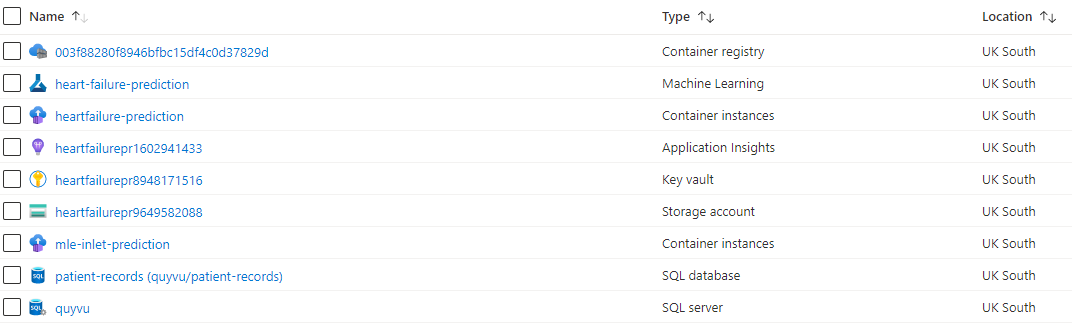 Name ↑↓ Type ↑↓ Location ↑↓
003f88280f8946bfbc15df4c0d37829d Container registry UK South
heart-failure-prediction Machine Learning UK South
heartfailure-prediction Container instances UK South
heartfailurepr1602941433 Application Insights UK South
heartfailurepr8948171516 Key vault UK South
heartfailurepr9649582088 Storage account UK South
mle-inlet-prediction Container instances UK South
SQL patient-records (quyvu/patient-records) SQL database UK South
SQL quyvu SQL server UK South